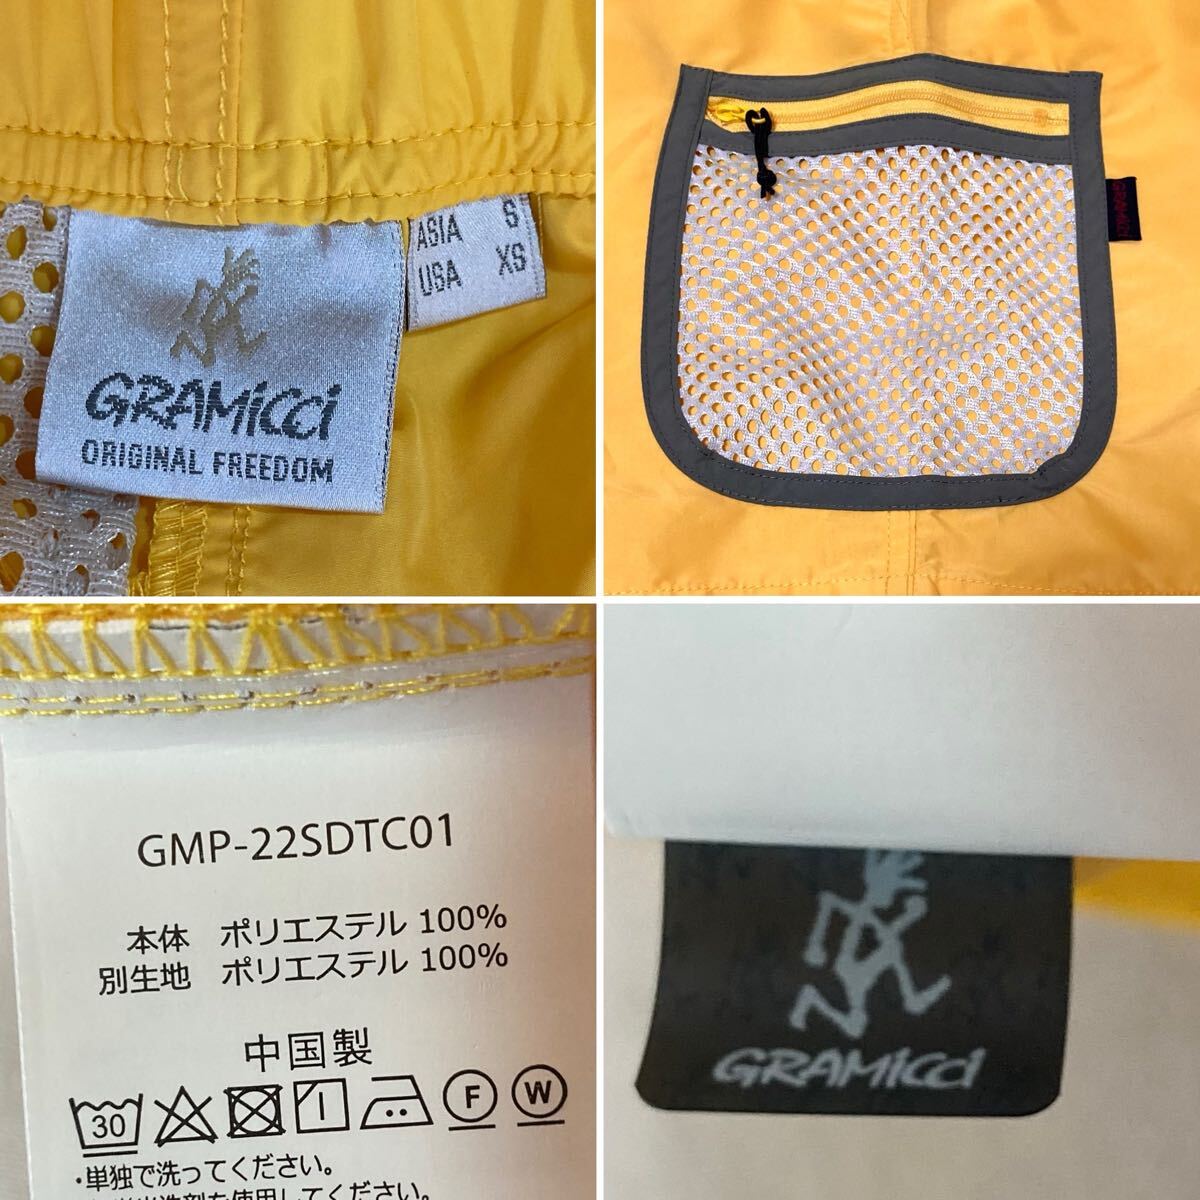 GRAMiCCi
ORIGINAL FREEDOM
ASIA S
USA XS
GRAMICCI
GMP-22SDTC01
本体 ポリエステル 100%
別生地 ポリエステル 100%
中国製
30 F W
・単独で洗ってください。
GRAMiCCi